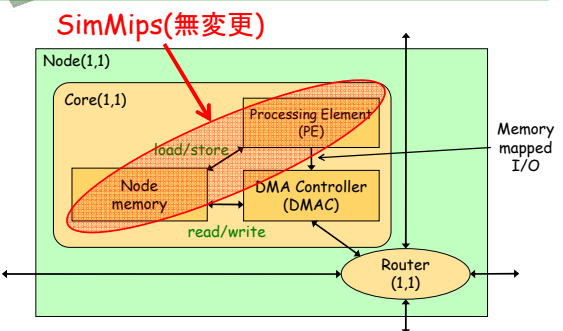 SimMips(無変更)
Node(1,1)
Core(1,1)
Processing Element
(PE)
load/store
Memory
mapped
I/O
Node
memory
DMA Controller
(DMAC)
read/write
Router
(1,1)